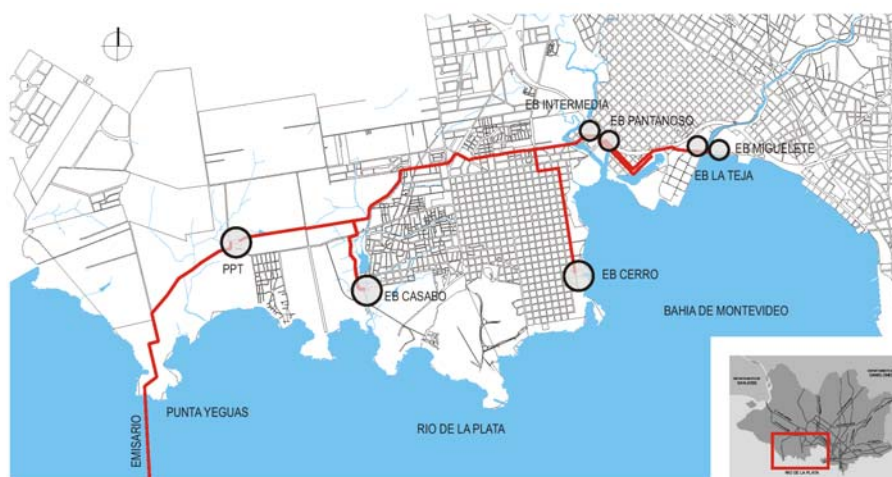 EB INTERMEDIA
EB PANTANOSO
EB MIGUELETE
EB LA TEJA
PPT
EB CASABO
EB CERRO
BAHIA DE MONTEVIDEO
PUNTA YEGUAS
RIO DE LA PLATA
EMISARIO
RIO DE LA PLATA